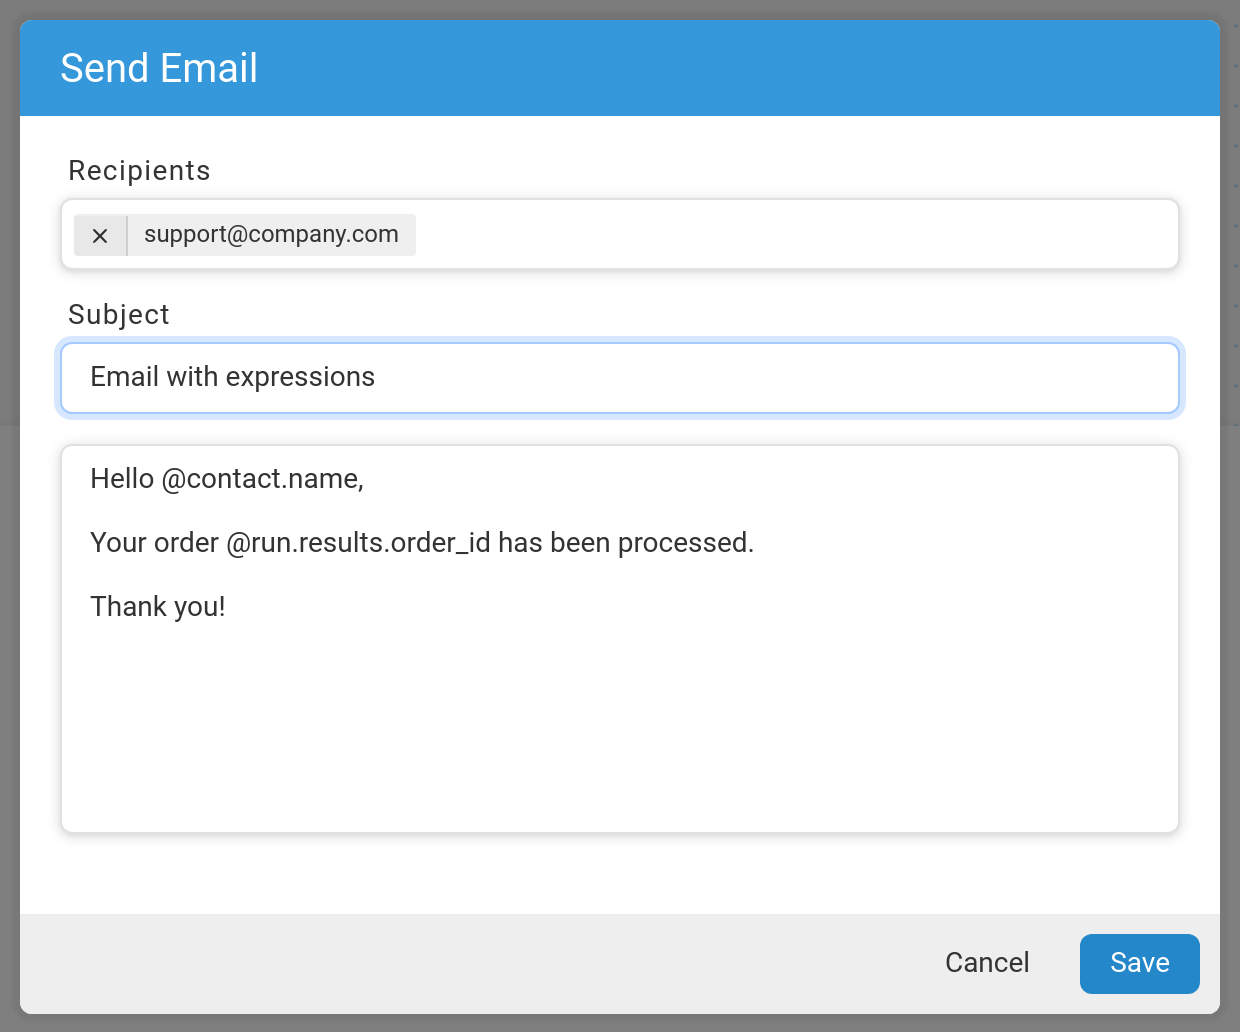 Send Email
Recipients
support@company.com
Subject
Email with expressions
Hello @contact.name,
Your order @run.results.order_id has been processed.
Thank you!
Cancel
Save